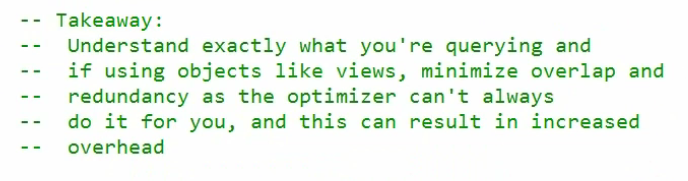 -- Takeaway:
--  Understand exactly what you're querying and
--  if using objects like views, minimize overlap and
--  redundancy as the optimizer can't always
--  do it for you, and this can result in increased
--  overhead